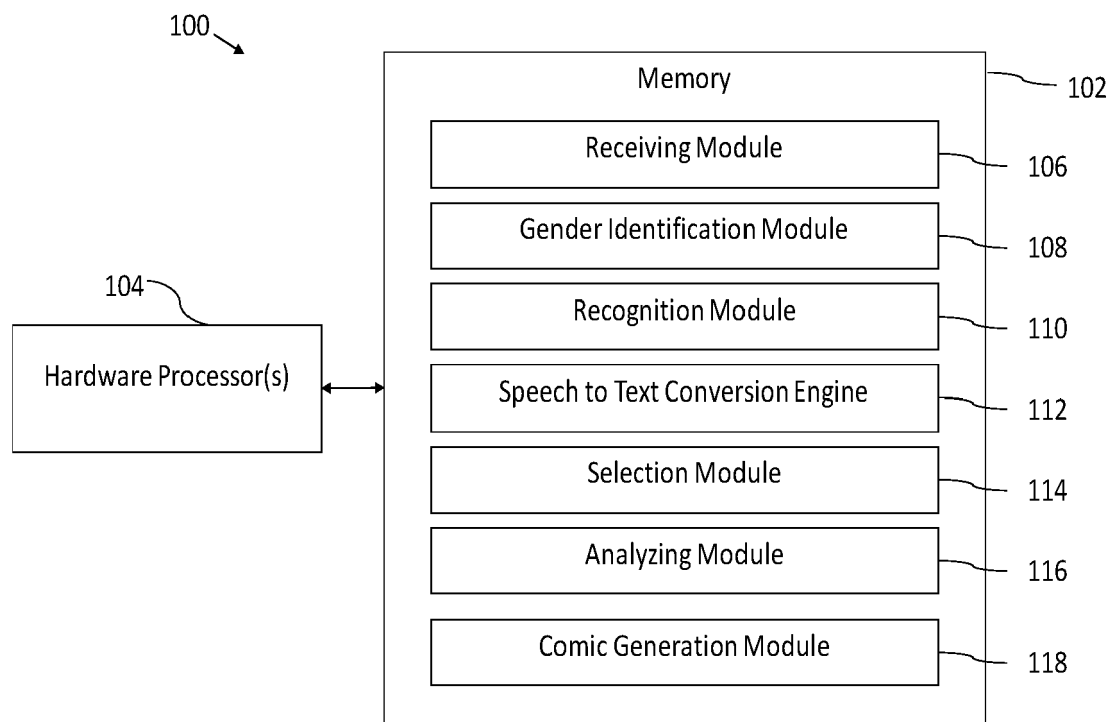 100
Memory
102
Receiving Module
106
Gender Identification Module
108
104
Recognition Module
110
Hardware Processor(s)
Speech to Text Conversion Engine
112
Selection Module
114
Analyzing Module
116
Comic Generation Module
118